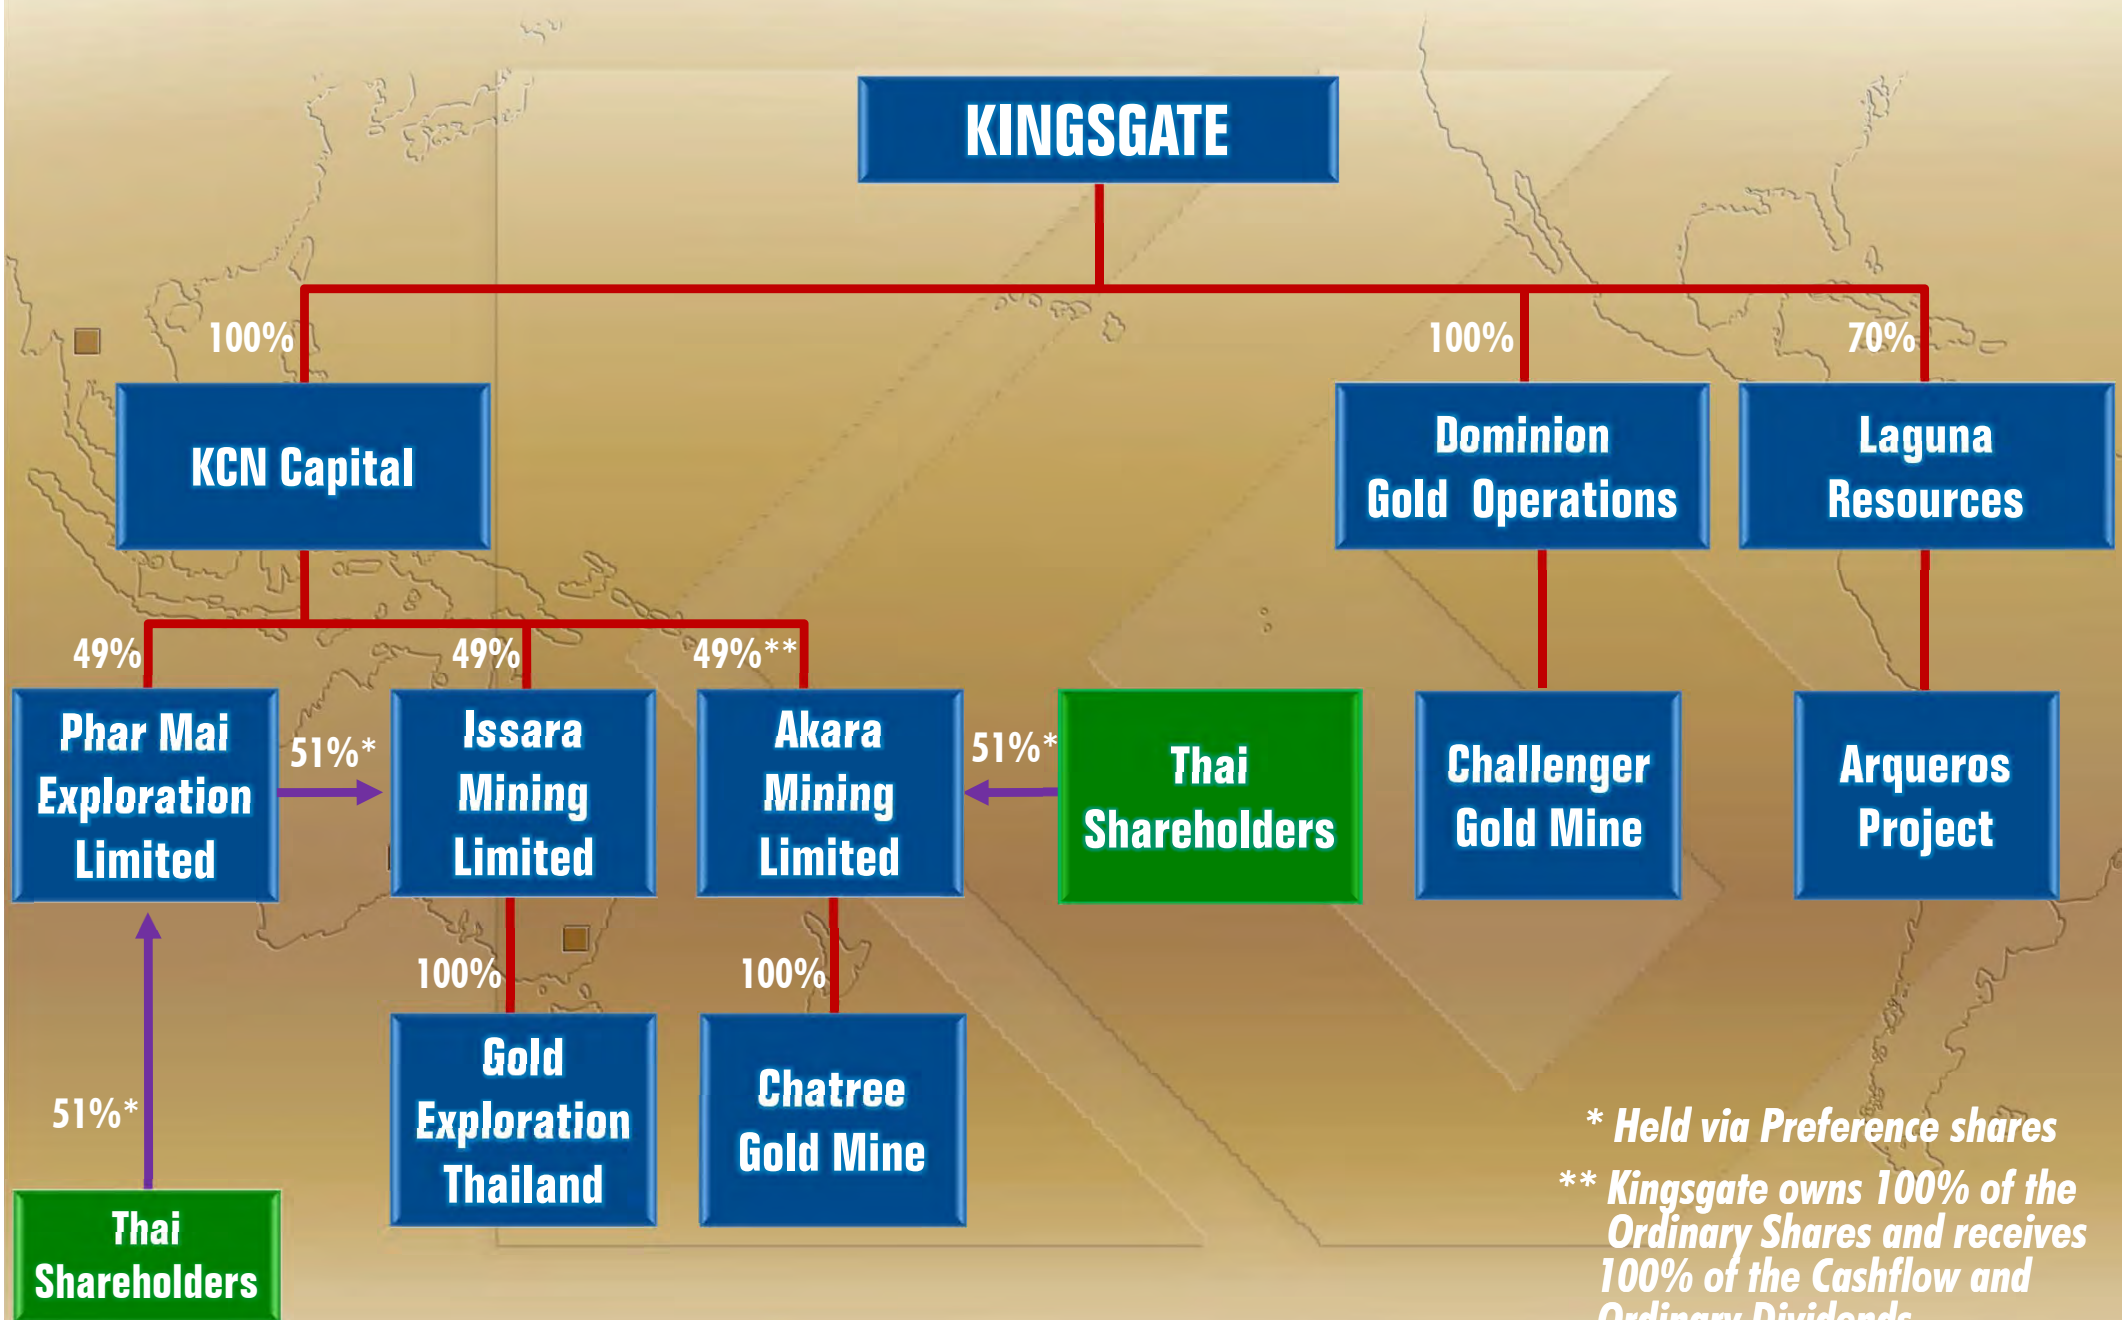 KINGSGATE
100%
100%
70%
KCN Capital
Dominion
Gold Operations
Laguna
Resources
49%
49%
49%**
Phar Mai
Exploration
Limited
51%*
Issara
Mining
Limited
Akara
Mining
Limited
51%*
Thai
Shareholders
Challenger
Gold Mine
Arqueros
Project
100%
100%
51%*
Gold
Exploration
Thailand
Chatree
Gold Mine
Thai
Shareholders
* Held via Preference shares
** Kingsgate owns 100% of the
Ordinary Shares and receives
100% of the Cashflow and
Ordinary Dividends